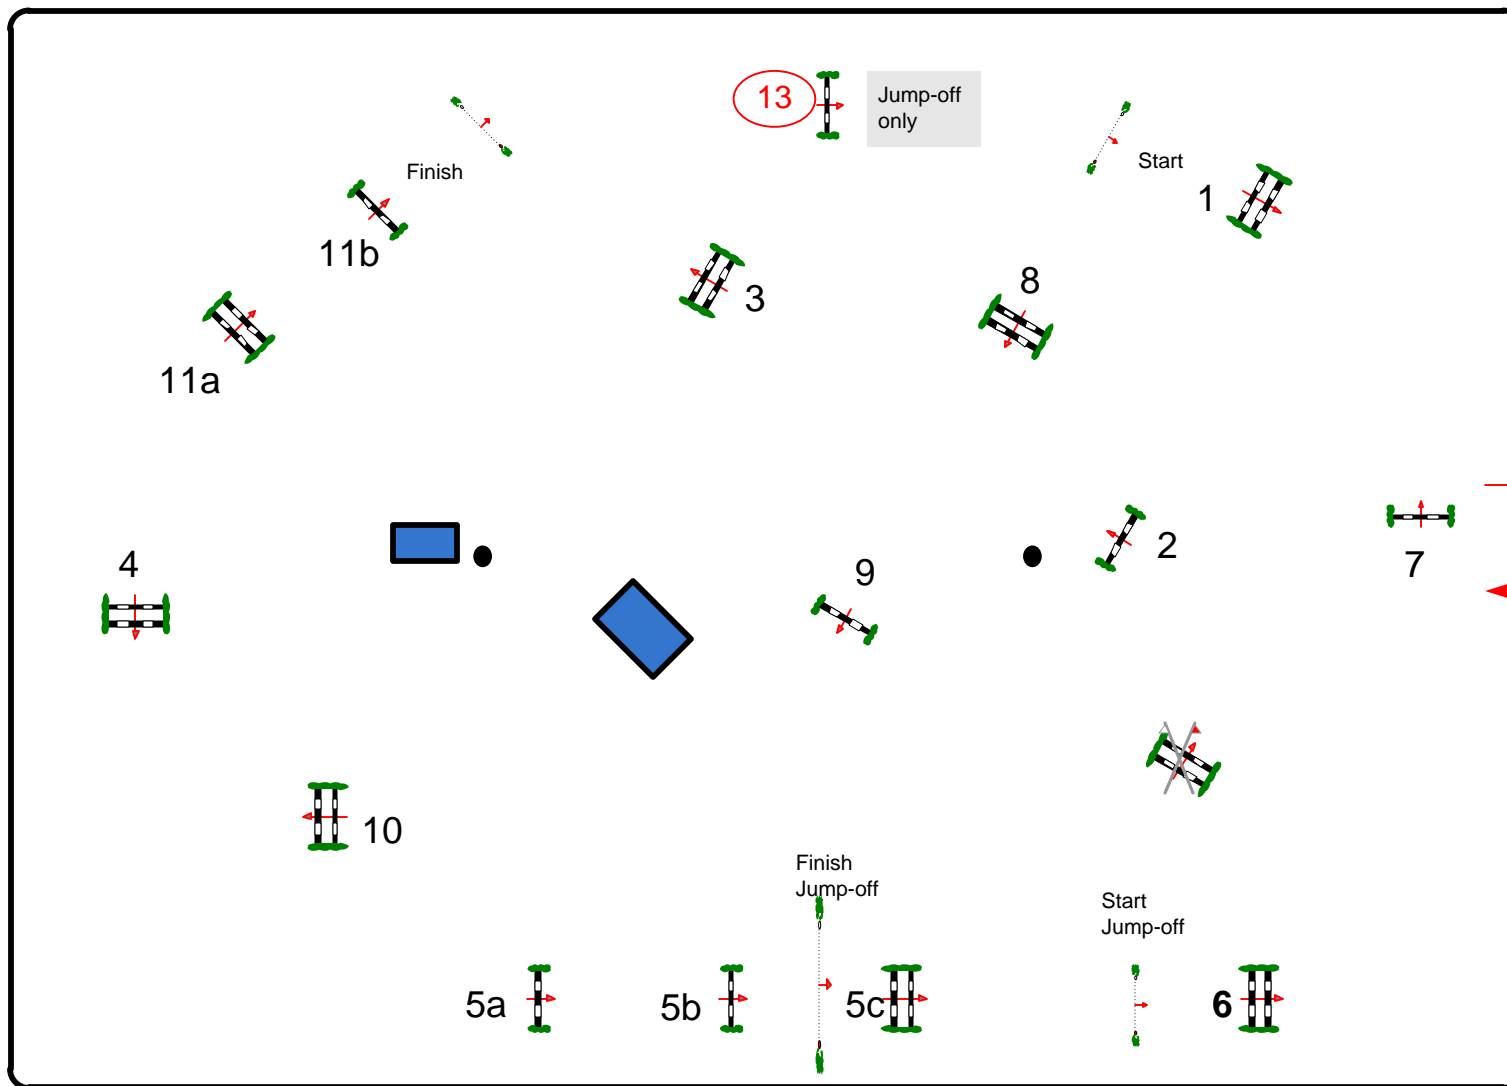 13
Jump-off
only
Start
Finish
1
11b
3
8
11a
2
7
4
9
10
Finish
Jump-off
Start
Jump-off
5a
5b
5c
6